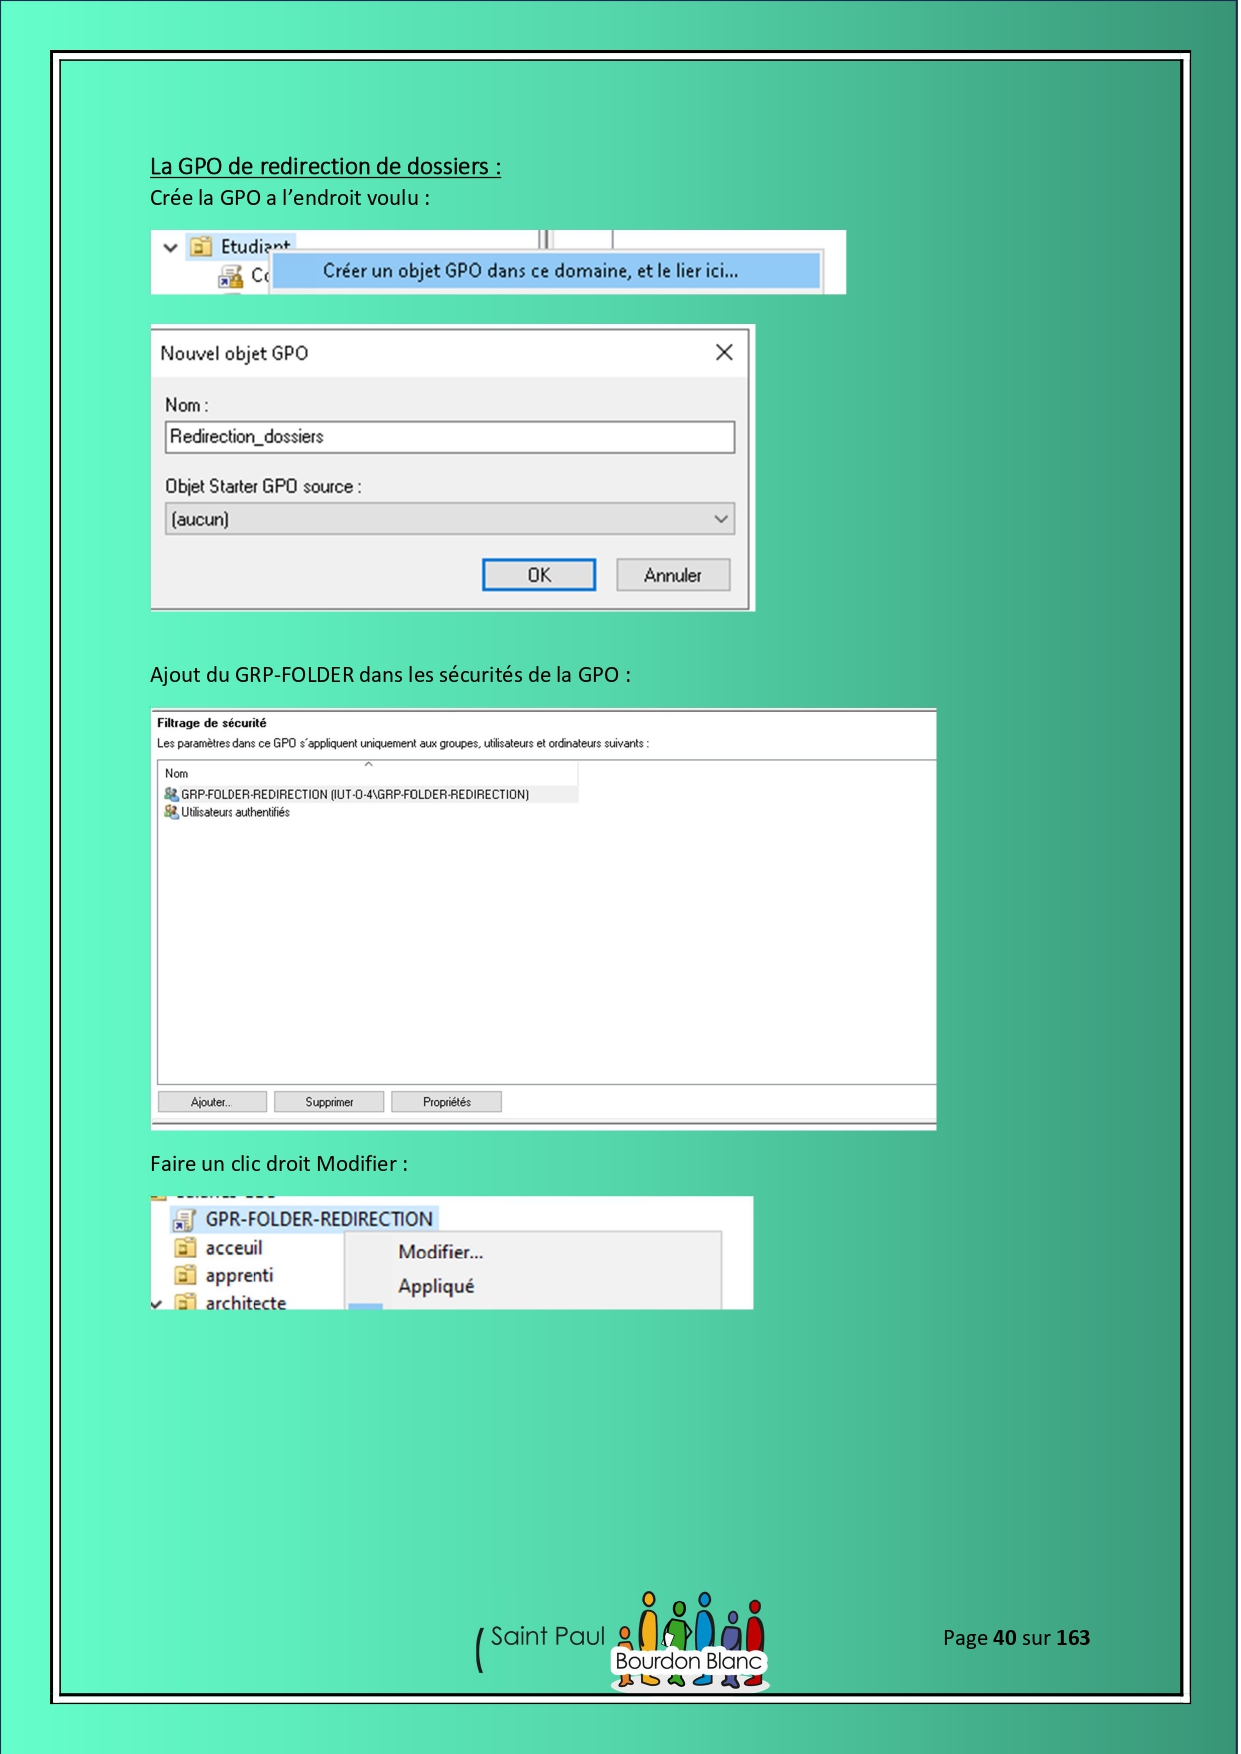 La GPO de redirection de dossiers :
Crée la GPO a l’endroit voulu :
Etudiant
Créer un objet GPO dans ce domaine, et le lier ici...
Nouvel objet GPO
Nom :
Redirection_dossiers
Objet Starter GPO source :
(aucun)
OK
Annuler
Ajout du GRP-FOLDER dans les sécurités de la GPO :
Filtrage de sécurité
Les paramètres dans ce GPO s’appliquent uniquement aux groupes, utilisateurs et ordinateurs suivants :
Nom
GRP-FOLDER-REDIRECTION (IUT-O-4\GRP-FOLDER-REDIRECTION)
Utilisateurs authentifiés
Ajouter...
Supprimer
Propriétés
Faire un clic droit Modifier :
GPR-FOLDER-REDIRECTION
acceuil
Modifier...
apprenti
Appliqué
architecte
Saint Paul
Bourdon Blanc
Page 40 sur 163